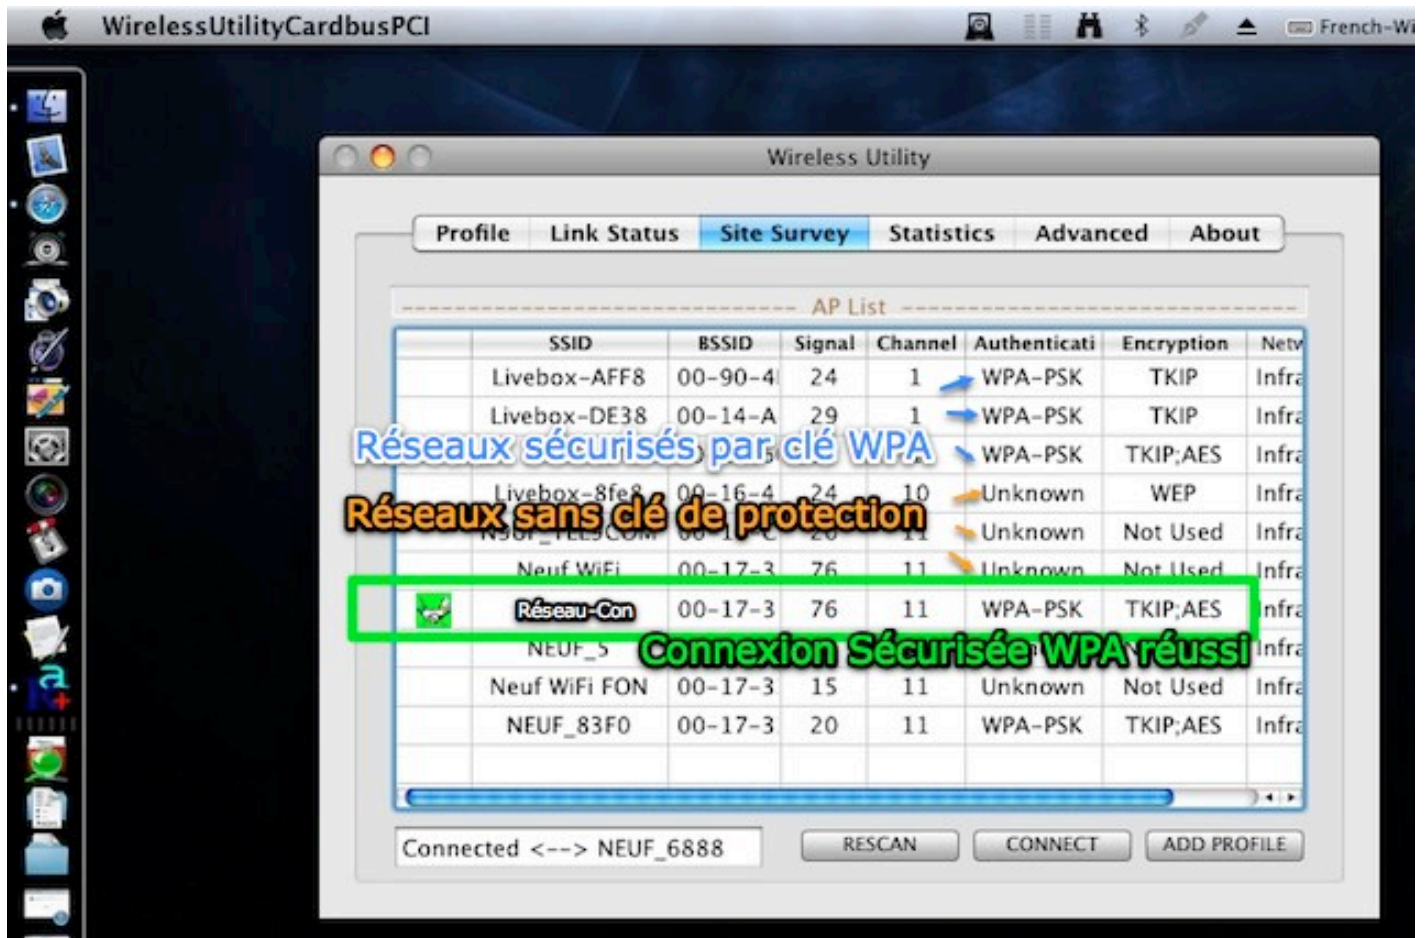 WirelessUtilityCardbusPCI French-Wi
Wireless Utility
Profile Link Status Site Survey Statistics Advanced About
AP List
SSID BSSID Signal Channel Authenticati Encryption Netw
Livebox-AFF8 00-90-4 24 1 WPA-PSK TKIP Infra
Livebox-DE38 00-14-A 29 1 WPA-PSK TKIP Infra
Réseaux sécurisés par clé WPA WPA-PSK TKIP;AES Infra
Livebox-8fe8 00-16-4 24 10 Unknown WEP Infra
Réseaux sans clé de protection
11 Unknown Not Used Infra
Neuf WiFi 00-17-3 76 11 Unknown Not Used Infra
Réseau-Con 00-17-3 76 11 WPA-PSK TKIP;AES Infra
NEUF_5 Infra
Connexion Sécurisée WPA réussi
Neuf WiFi FON 00-17-3 15 11 Unknown Not Used Infra
NEUF_83F0 00-17-3 20 11 WPA-PSK TKIP;AES Infra
Connected <--> NEUF_6888 RESCAN CONNECT ADD PROFILE